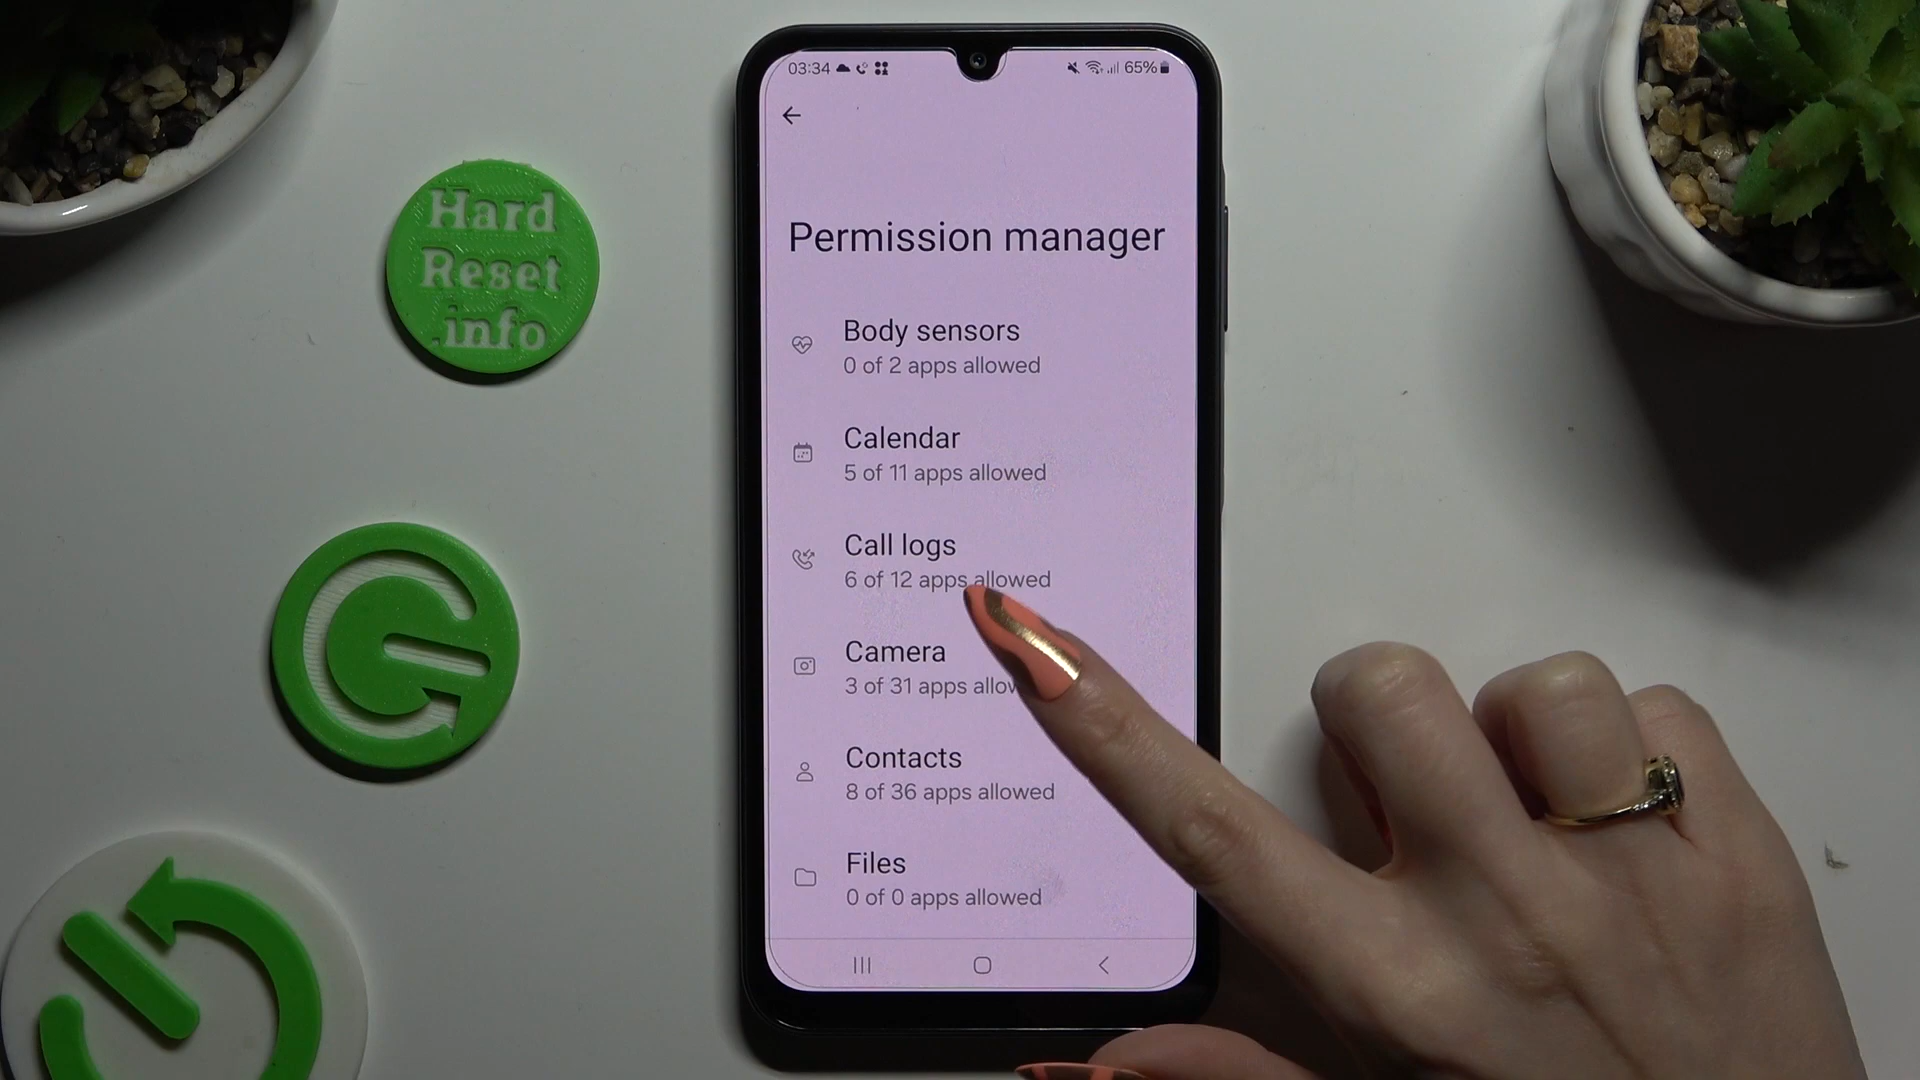 Hard
Reset
.info
03:34
65%
Permission manager
Body sensors
0 of 2 apps allowed
Calendar
5 of 11 apps allowed
Call logs
6 of 12 apps allowed
Camera
3 of 31 apps allow
Contacts
8 of 36 apps allowed
Files
0 of 0 apps allowed